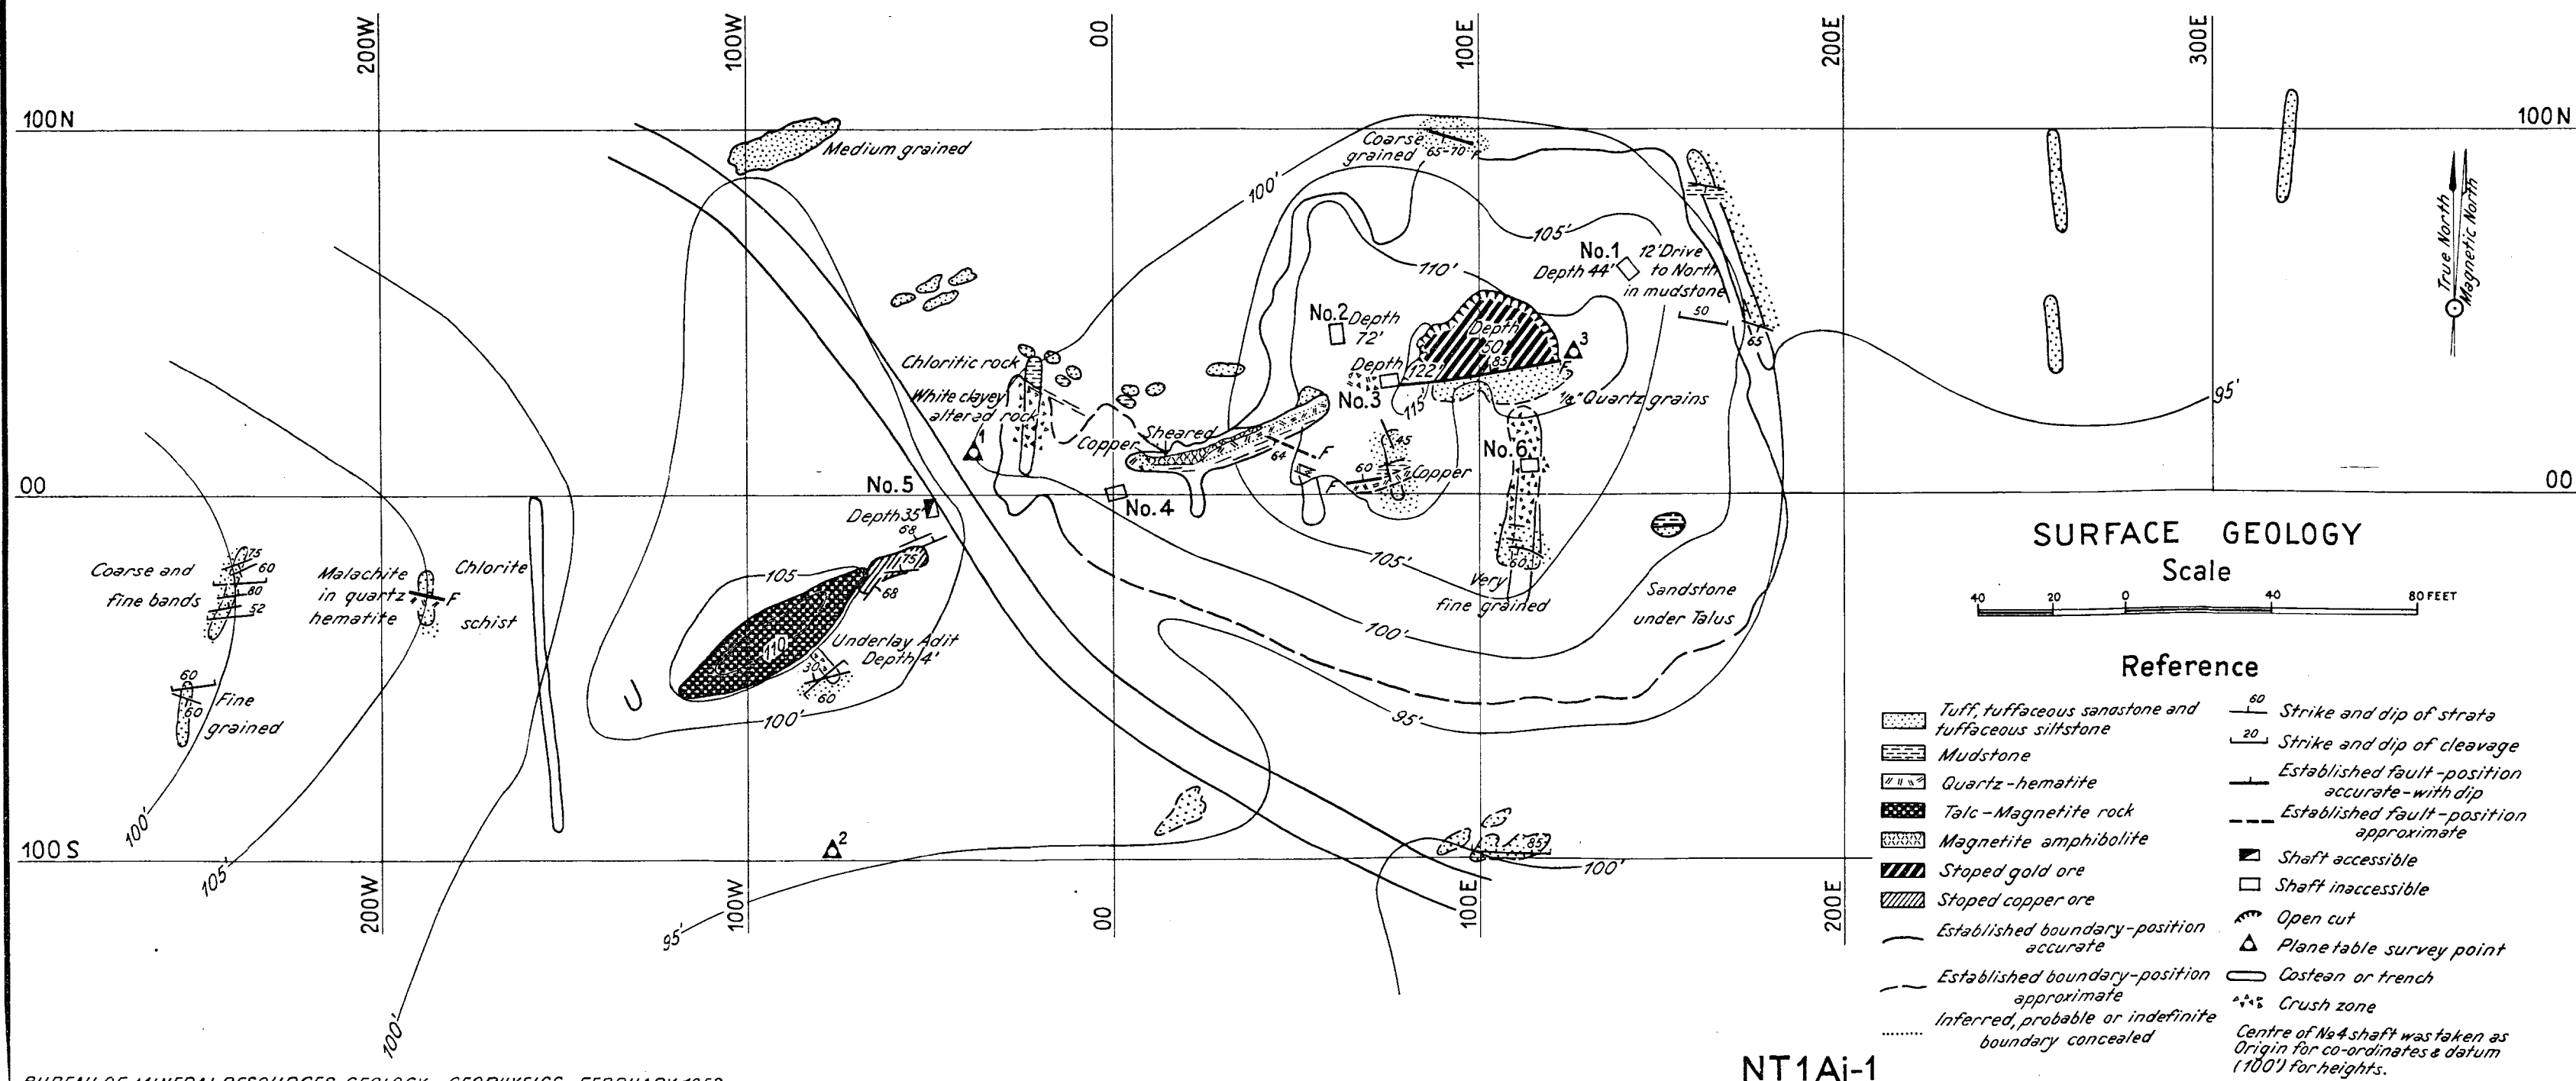 200W
100W
00
100E
200E
300E
100N
100N
Medium grained
Coarse
grained
65-70
F
100'
105'
110'
No.1
12'Drive
Depth 44'
to North
in mudstone
50
65
True North
Magnetic North
No.2
Depth
72'
Depth
50'
85
F
3
Depth
122'
No.3
115
1/8" Quartz grains
95'
Chloritic rock
White clayey
altered rock
1
Copper
Sheared
64
F
45
60
F
Copper
No.6
00
00
No.5
Depth 35'
68
No.4
75
68
105
110
Underlay Adit
Depth 4'
30
60
100'
Coarse and
fine bands
75
60
80
52
Malachite
in quartz
hematite
F
Chlorite
schist
60
60
Fine
grained
105'
60
Very
fine grained
Sandstone
under Talus
100'
95'
100'
105'
100'
95'
2
85
100'
100S
200W
100W
00
100E
200E
SURFACE GEOLOGY
Scale
40 20 0 40 80 FEET
Reference
Tuff, tuffaceous sandstone and
tuffaceous siltstone
Mudstone
Quartz-hematite
Talc-Magnetite rock
Magnetite amphibolite
Stoped gold ore
Stoped copper ore
Established boundary-position
accurate
Established boundary-position
approximate
Inferred, probable or indefinite
boundary concealed
60
Strike and dip of strata
20
Strike and dip of cleavage
Established fault-position
accurate-with dip
Established fault-position
approximate
Shaft accessible
Shaft inaccessible
Open cut
Plane table survey point
Costean or trench
Crush zone
Centre of No4 shaft was taken as
Origin for co-ordinates & datum
(100') for heights.
NT1Ai-1